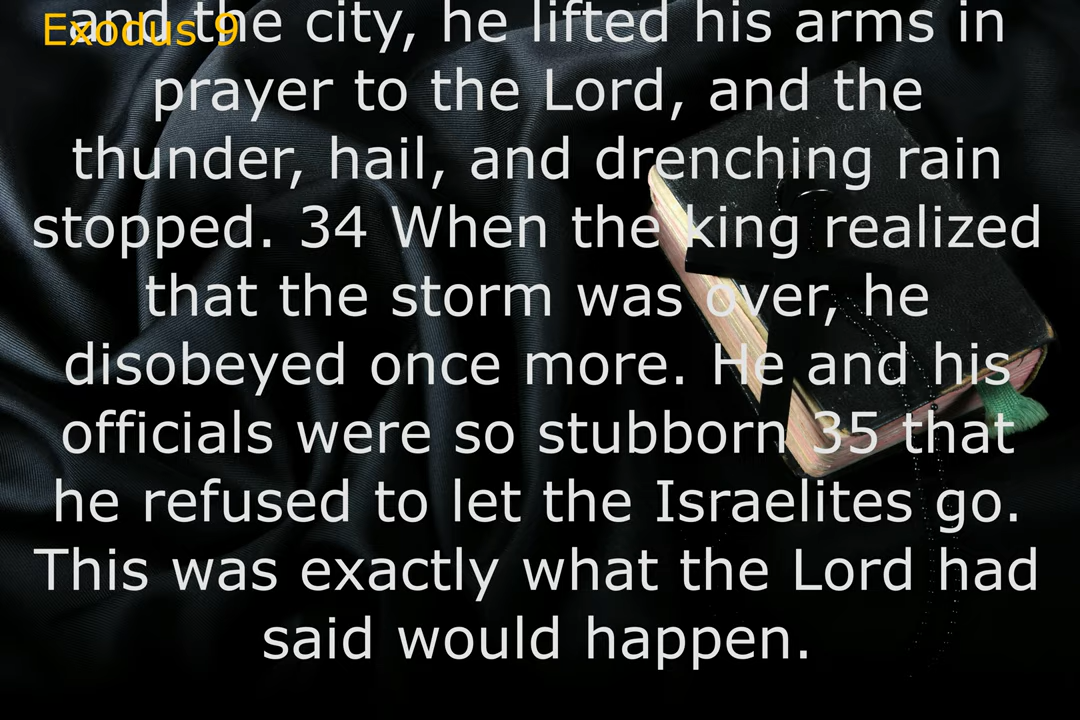 Exodus 9
and the city, he lifted his arms in
prayer to the Lord, and the
thunder, hail, and drenching rain
stopped. 34 When the king realized
that the storm was over, he
disobeyed once more. He and his
officials were so stubborn 35 that
he refused to let the Israelites go.
This was exactly what the Lord had
said would happen.